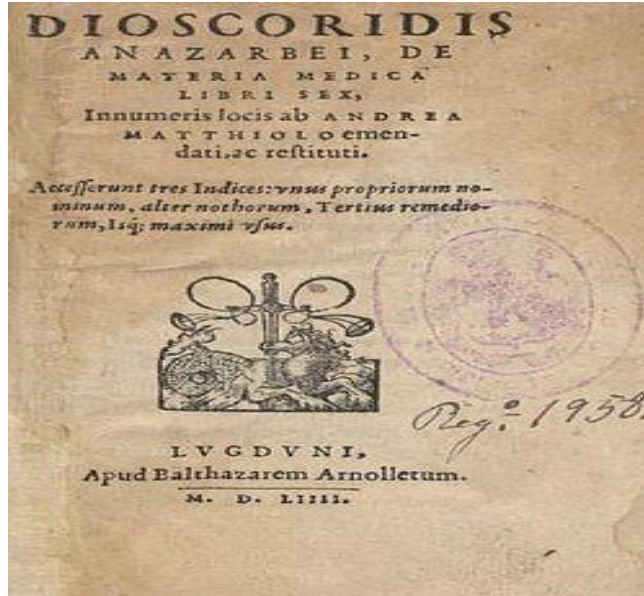 DIOSCORIDIS
ANAZARBEI, DE
MATERIA MEDICA
LIBRI SEX,
Innumeris locis ab ANDREA
MATTHIOLO emen-
dati, ac reſtituti.
Acceſſerunt tres Indices: vnus propriorum no-
minum, alter nothorum, Tertius remedio-
rum, Iſq́; maximi vſus.
LVGDVNI,
Apud Balthazarem Arnolletum.
M. D. LIIII.
Reg.º 1958